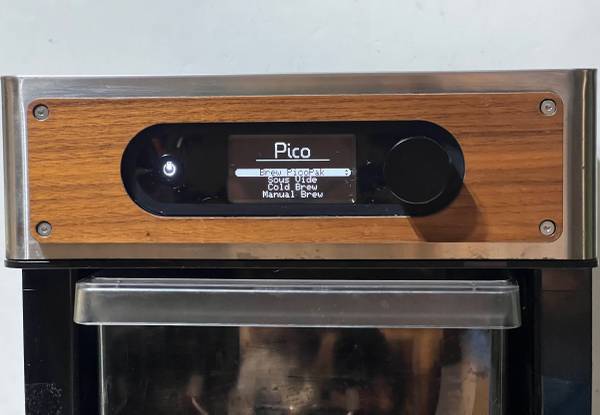 Pico
Brew PicoPak
Sous Vide
Cold Brew
Manual Brew